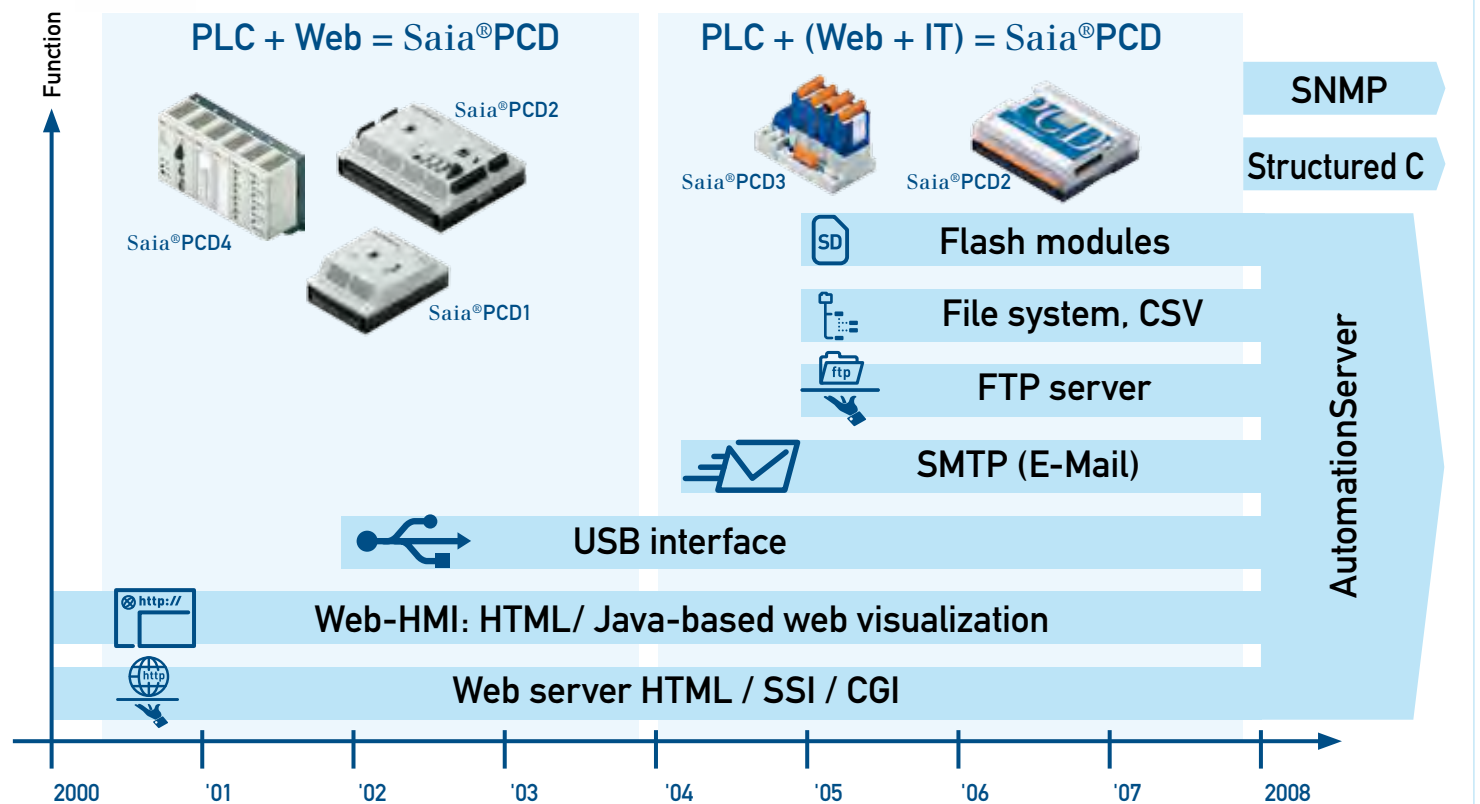 Function
PLC + Web = Saia®PCD
PLC + (Web + IT) = Saia®PCD
SNMP
Structured C
Saia®PCD2
Saia®PCD4
Saia®PCD1
Saia®PCD3
PCD
Saia®PCD2
SD
Flash modules
File system, CSV
ftp
FTP server
SMTP (E-Mail)
USB interface
http://
Web-HMI: HTML/ Java-based web visualization
http
Web server HTML / SSI / CGI
AutomationServer
2000 '01 '02 '03 '04 '05 '06 '07 2008